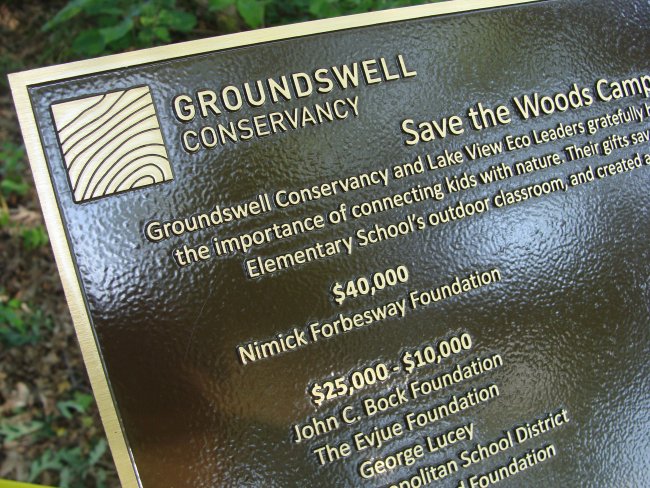 GROUNDSWELL
CONSERVANCY
Save the Woods Camp
Groundswell Conservancy and Lake View Eco Leaders gratefully
the importance of connecting kids with nature. Their gifts
Elementary School's outdoor classroom, and created
$40,000
Nimick Forbesway Foundation
$25,000 - $10,000
John C. Bock Foundation
The Evjue Foundation
George Lucey
opolitan School District
Foundation